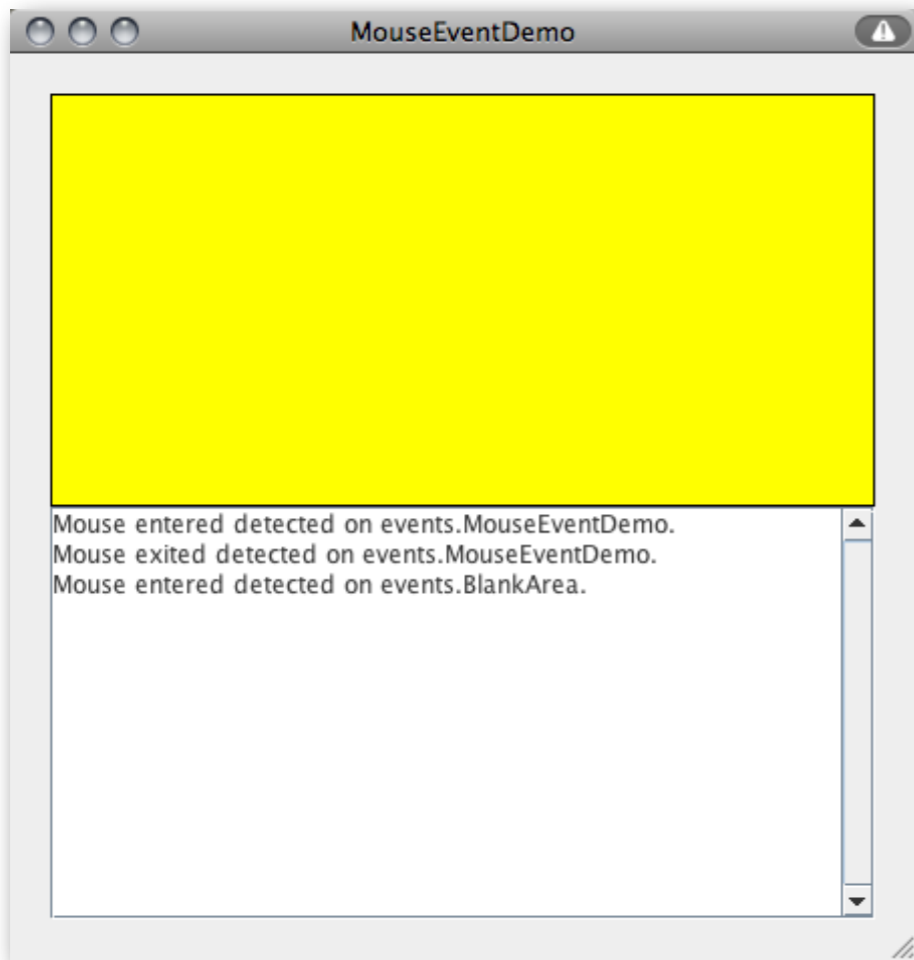 MouseEventDemo
Mouse entered detected on events.MouseEventDemo.
Mouse exited detected on events.MouseEventDemo.
Mouse entered detected on events.BlankArea.